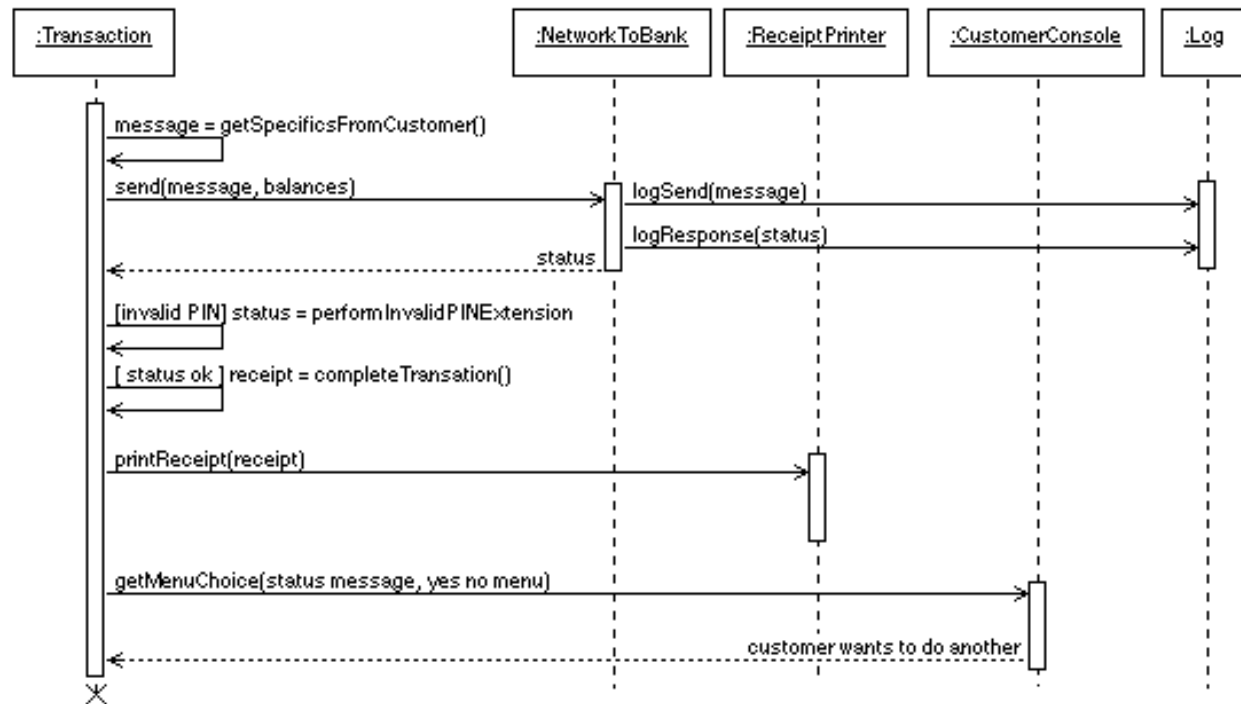 :Transaction
:NetworkToBank
:ReceiptPrinter
:CustomerConsole
:Log
message = getSpecificsFromCustomer()
send(message, balances)
logSend(message)
logResponse(status)
status
[invalid PIN] status = performInvalidPINExtension
[ status ok ] receipt = completeTransation()
printReceipt(receipt)
getMenuChoice(status message, yes no menu)
customer wants to do another